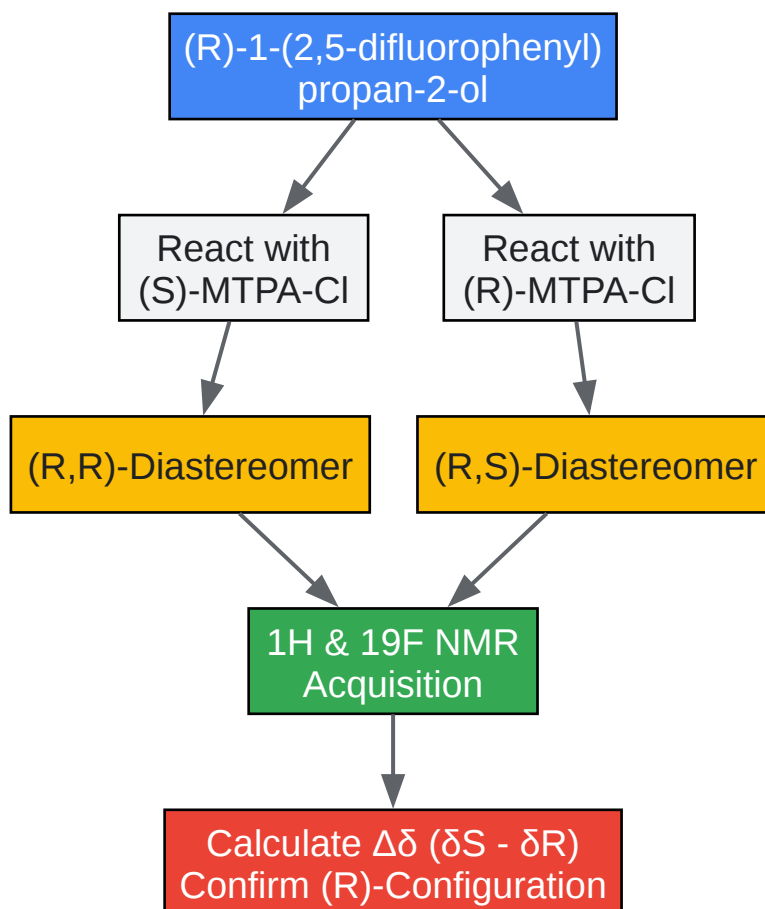 (R)-1-(2,5-difluorophenyl)
propan-2-ol
React with
(S)-MTPA-Cl
React with
(R)-MTPA-Cl
(R,R)-Diastereomer
(R,S)-Diastereomer
1H & 19F NMR
Acquisition
Calculate Δδ (δS - δR)
Confirm (R)-Configuration